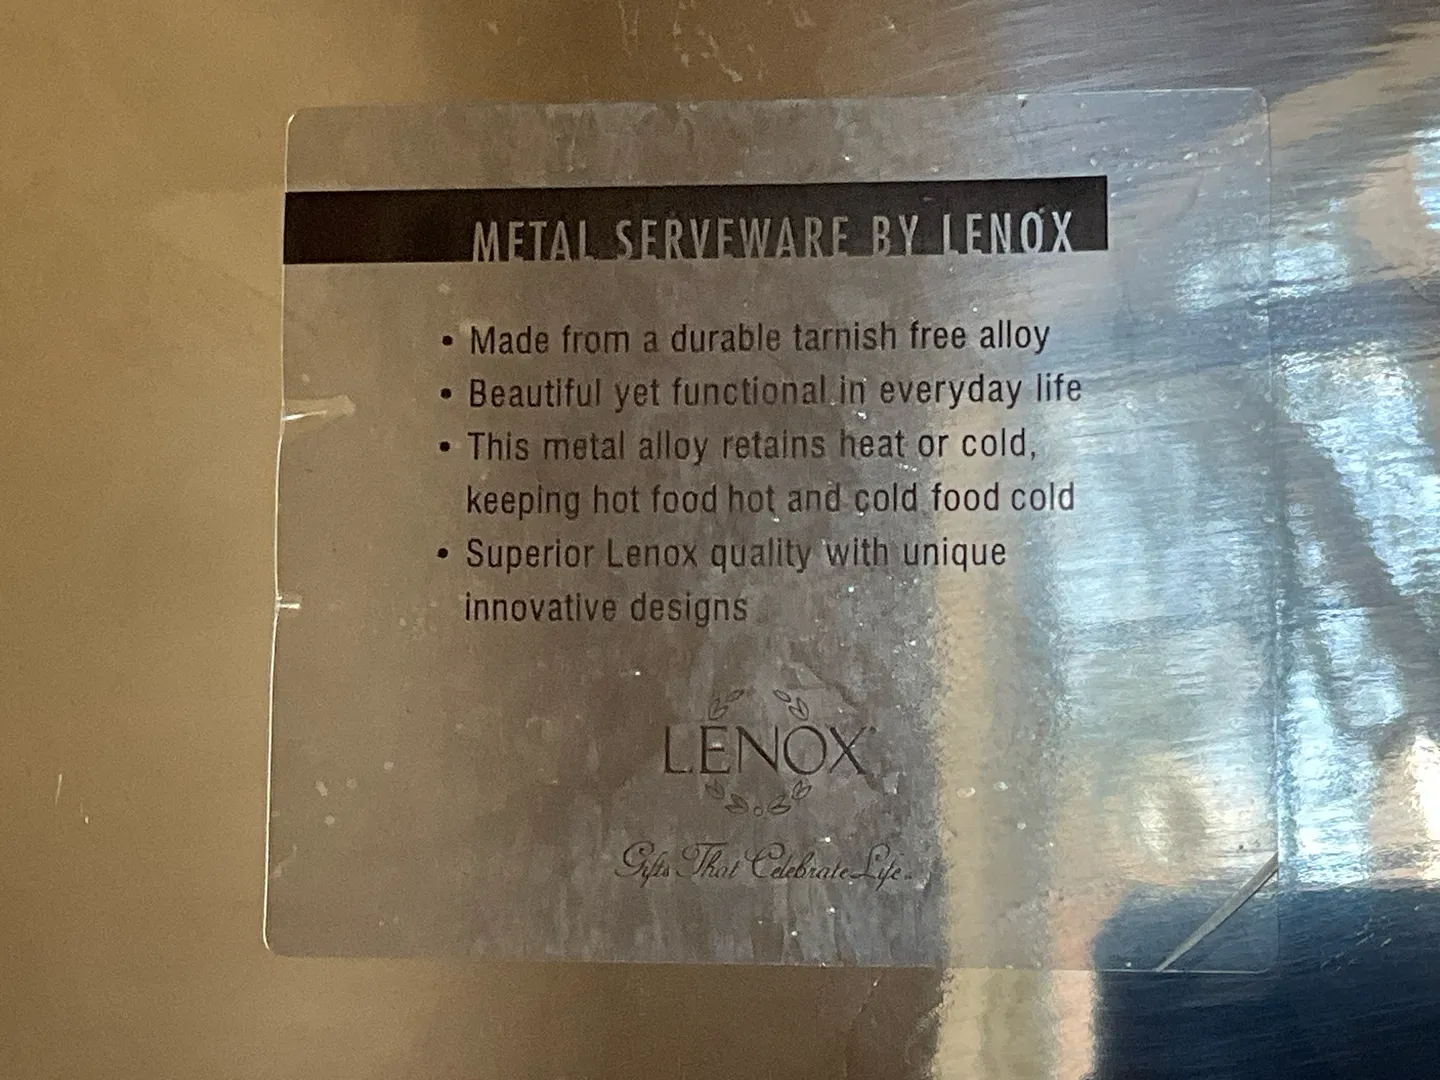 METAL SERVEWARE BY LENOX
• Made from a durable tarnish free alloy
• Beautiful yet functional in everyday life
• This metal alloy retains heat or cold,
keeping hot food hot and cold food cold
• Superior Lenox quality with unique
innovative designs
LENOX®
Gifts That Celebrate Life™